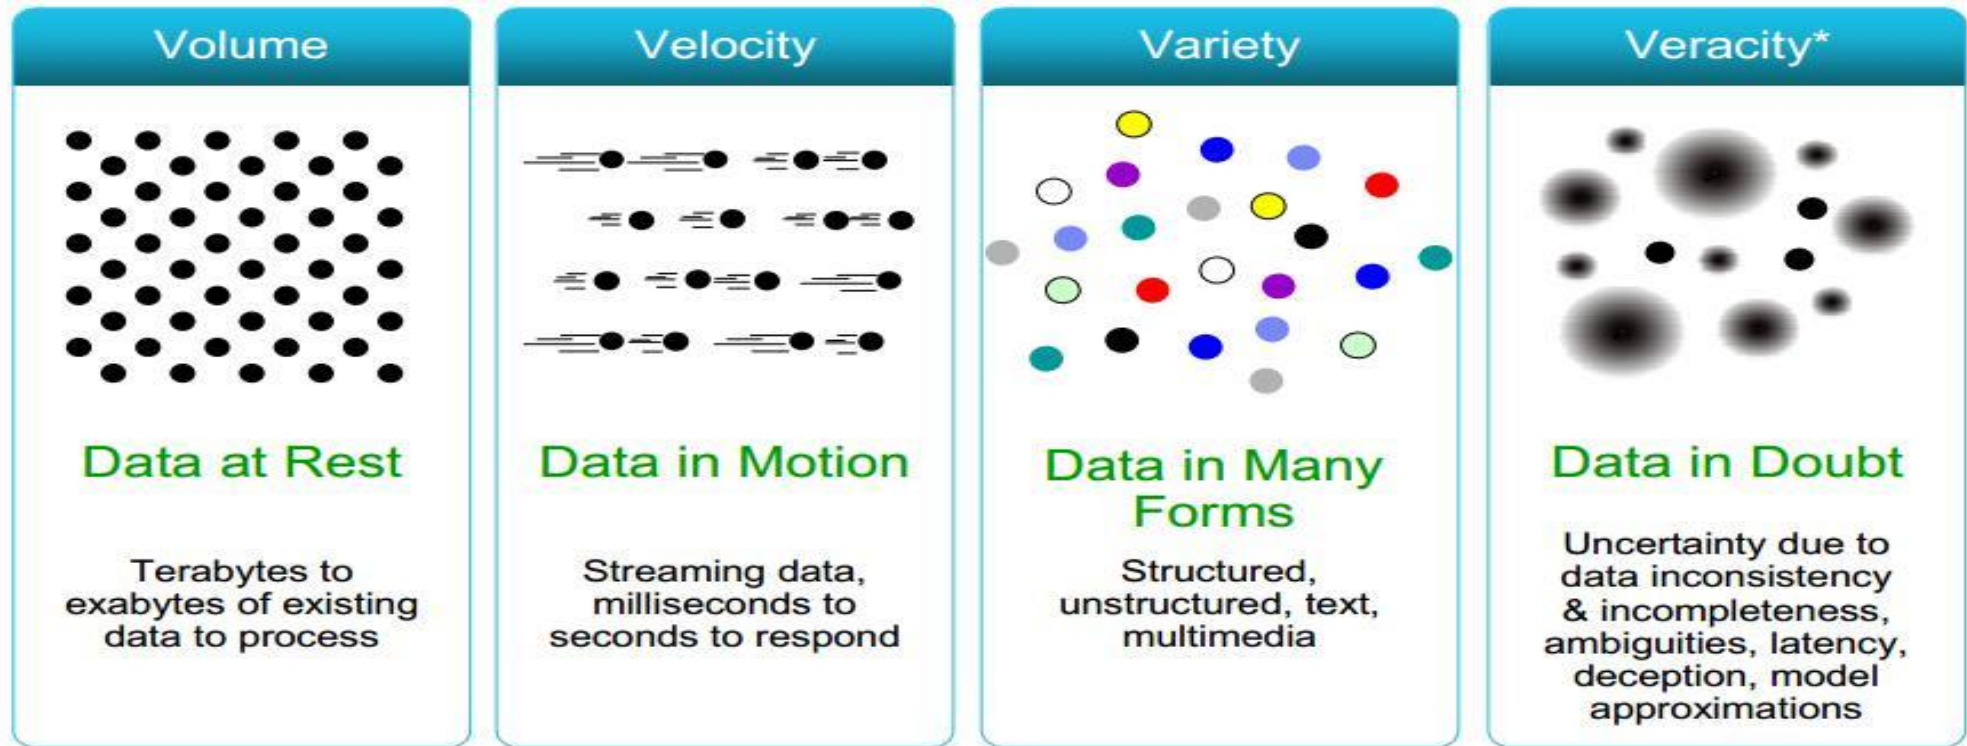 Volume
Data at Rest
Terabytes to
exabytes of existing
data to process
Velocity
Data in Motion
Streaming data,
milliseconds to
seconds to respond
Variety
Data in Many
Forms
Structured,
unstructured, text,
multimedia
Veracity*
Data in Doubt
Uncertainty due to
data inconsistency
& incompleteness,
ambiguities, latency,
deception, model
approximations